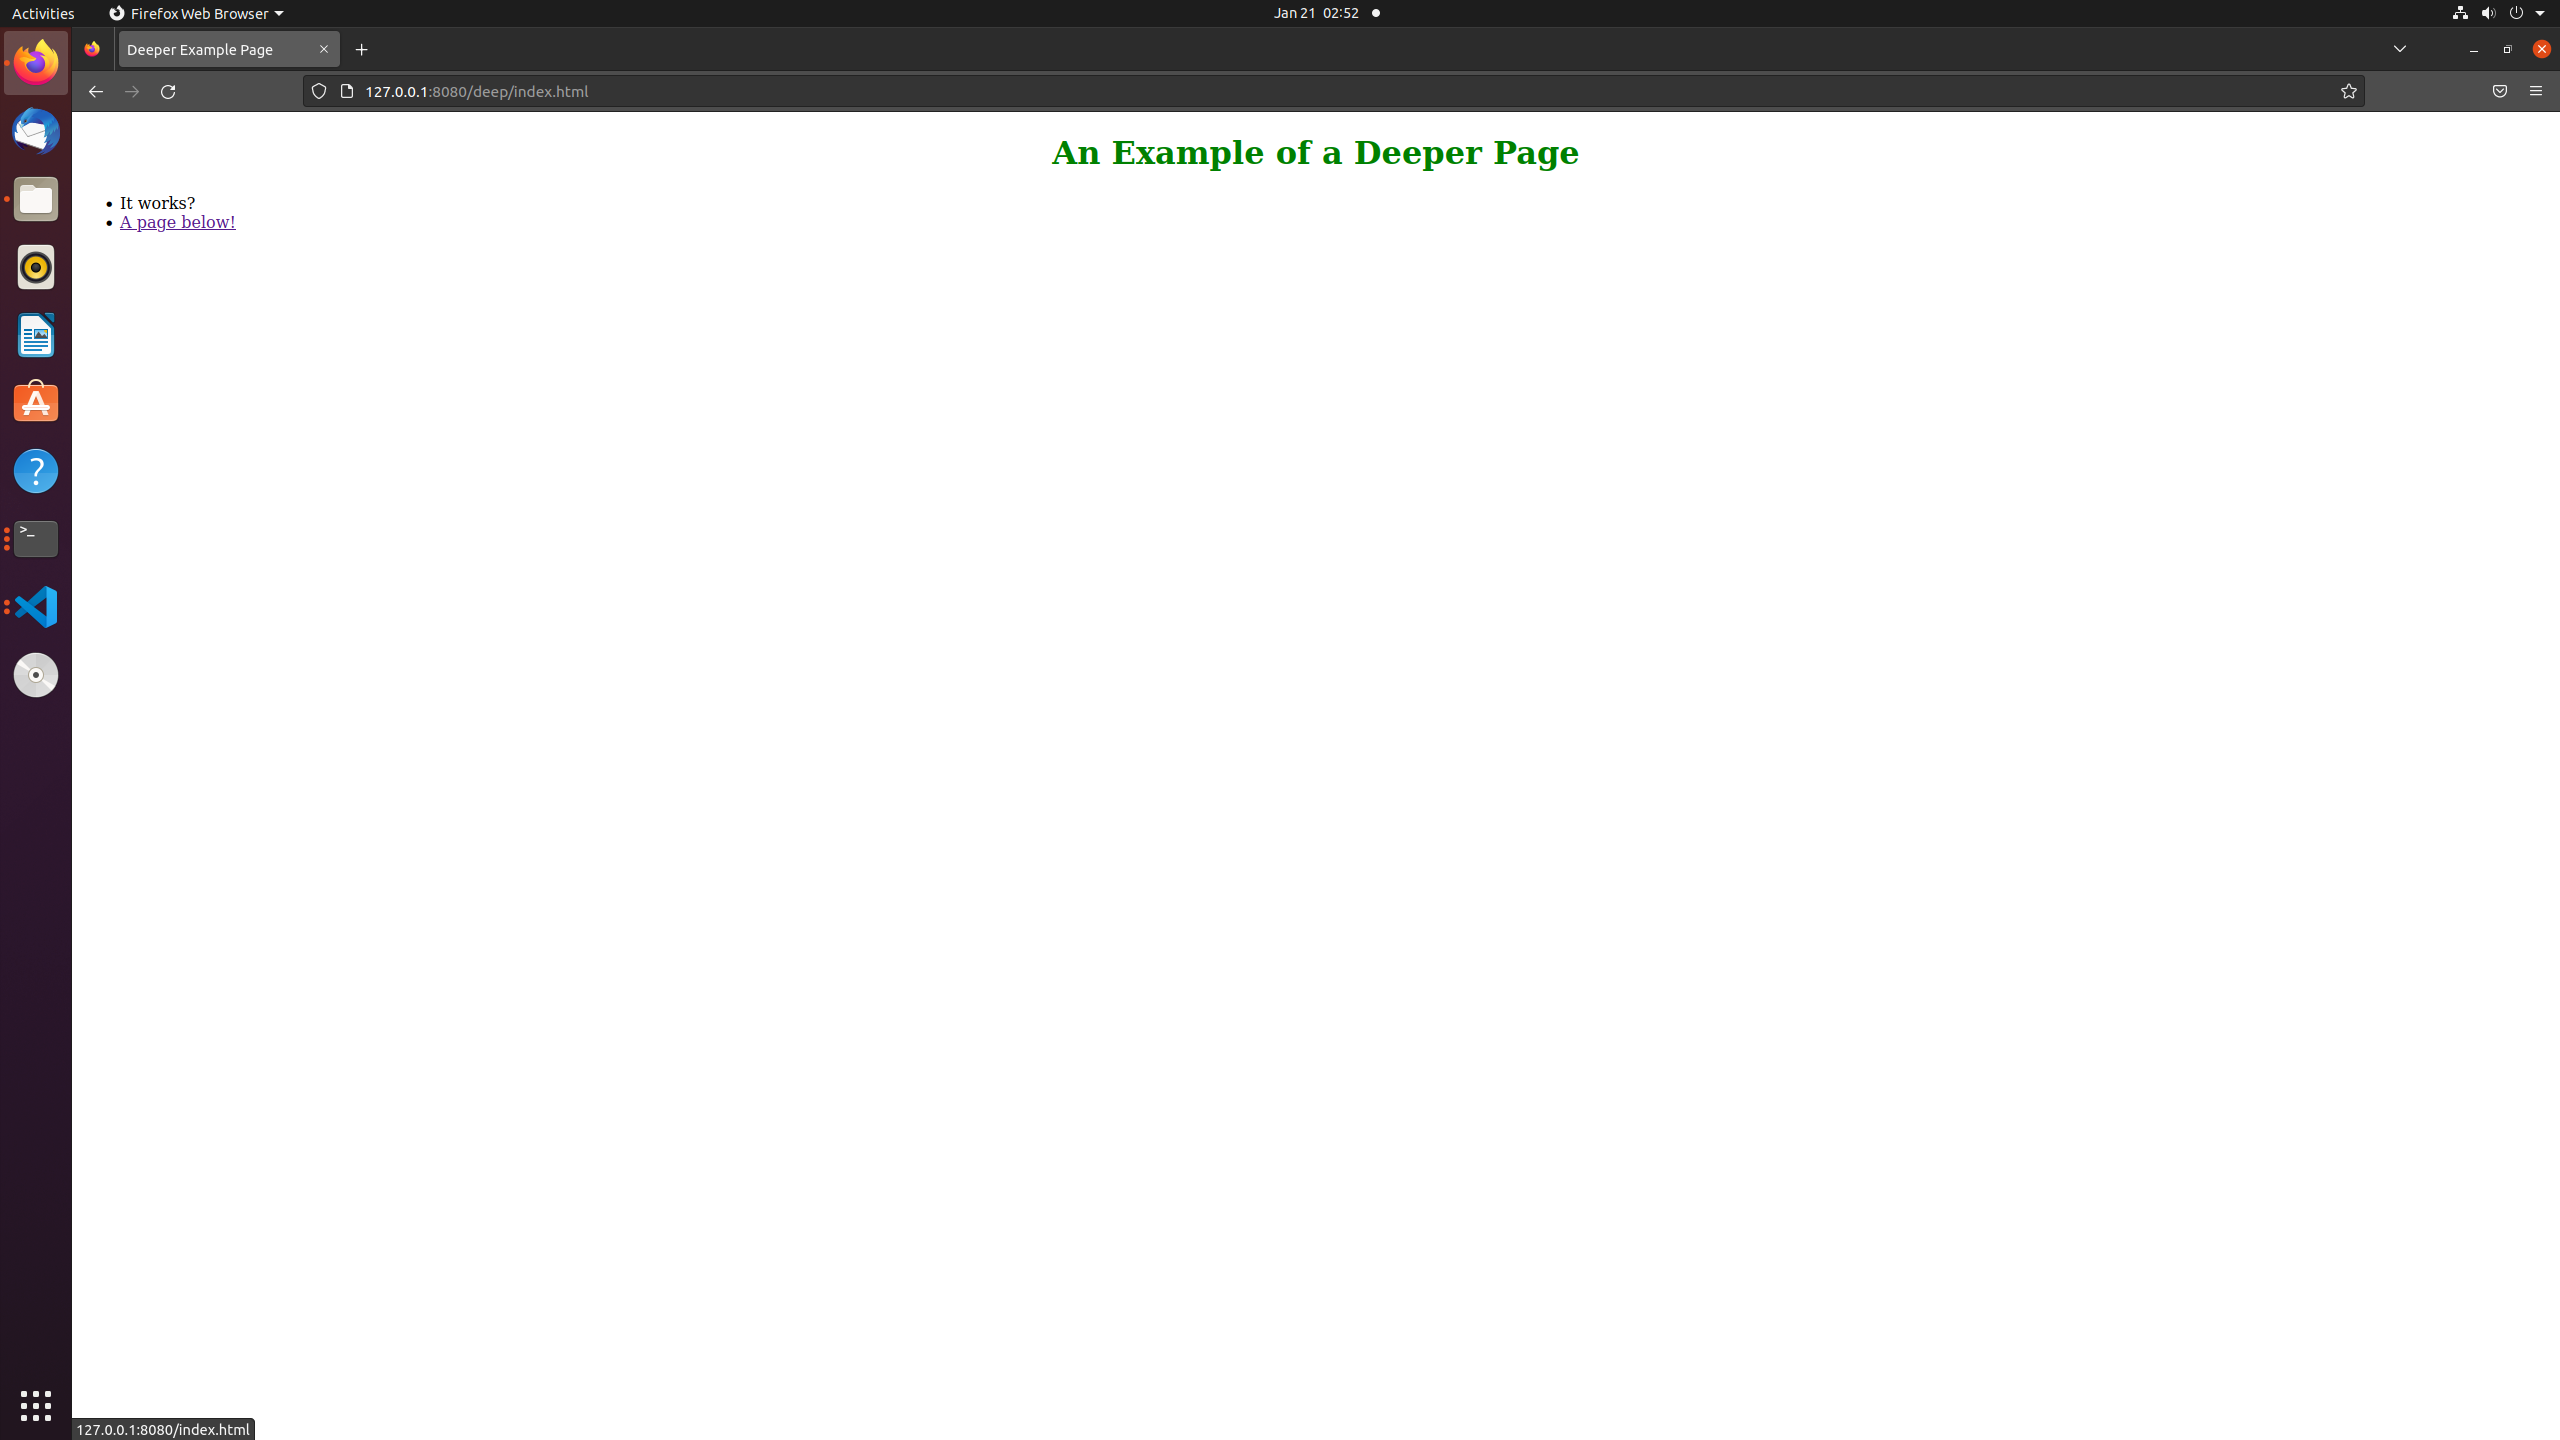 Activities
Firefox Web Browser
Jan 21 02:52
Deeper Example Page
127.0.0.1:8080/deep/index.html
An Example of a Deeper Page
It works?
A page below!
127.0.0.1:8080/index.html